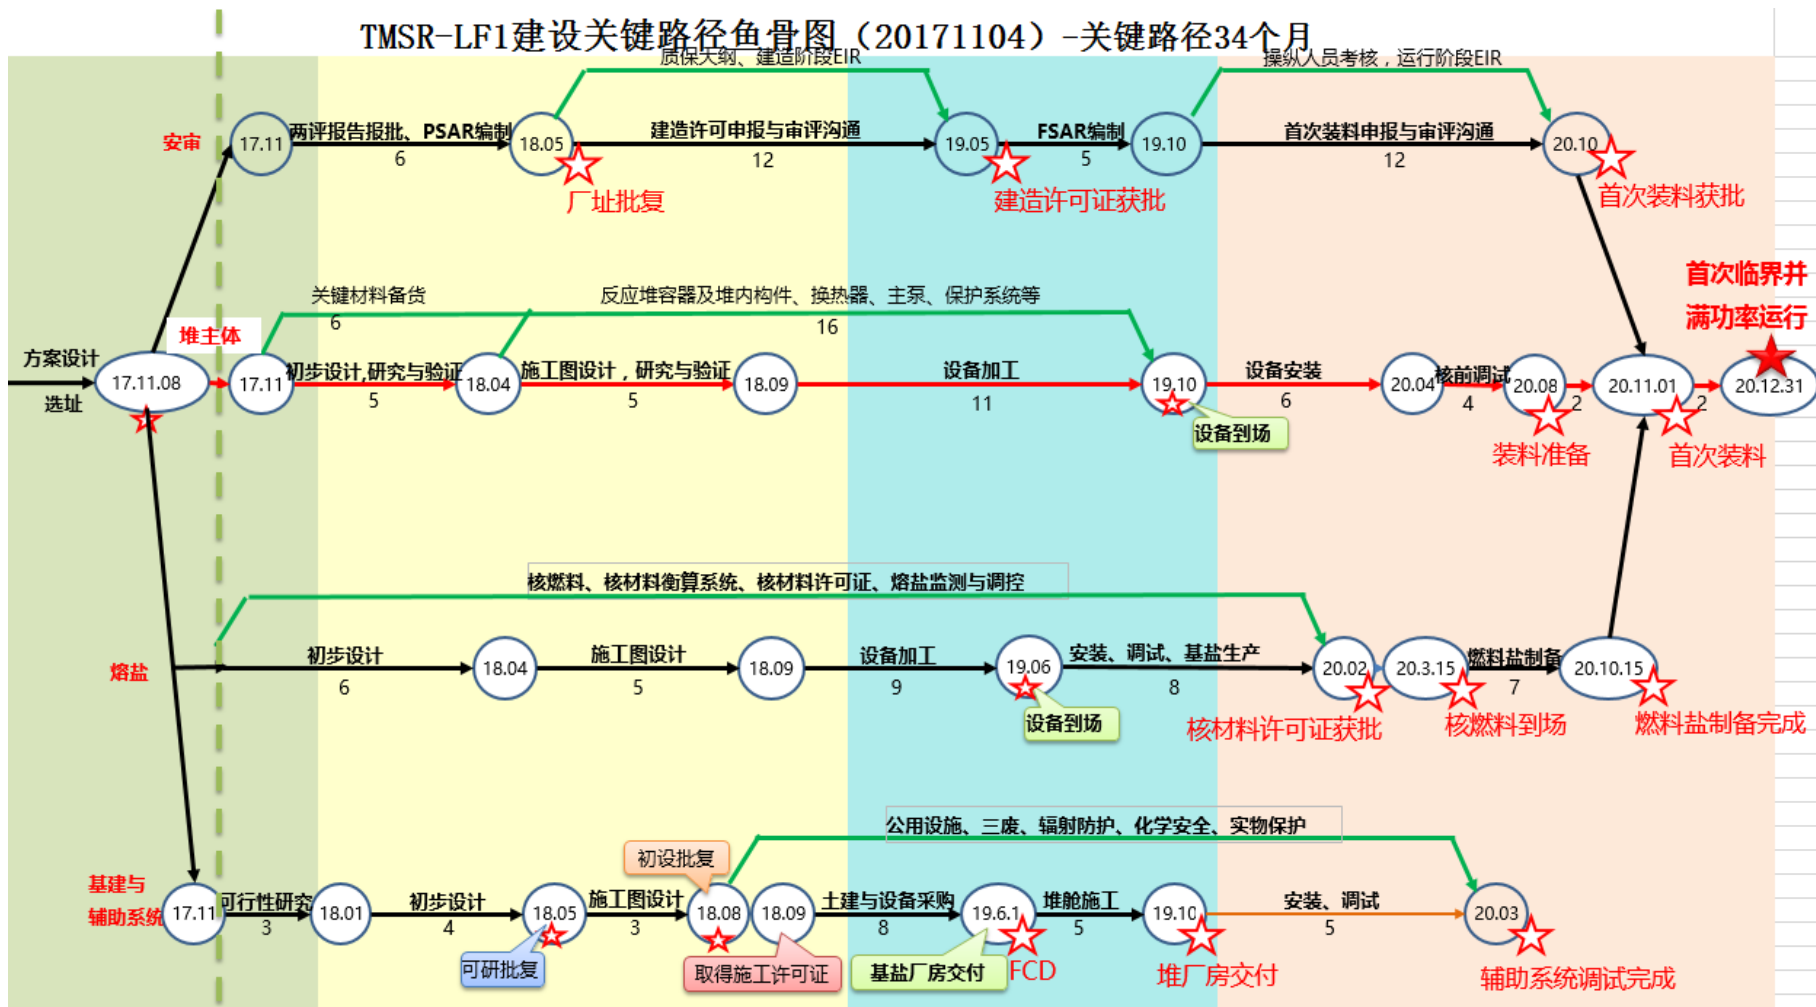 TMSR-LF1建设关键路径鱼骨图（20171104）-关键路径34个月
质保大纲、建造阶段EIR
操纵人员考核，运行阶段EIR
安审
17.11
两评报告报批、PSAR编制
6
18.05
建造许可申报与审评沟通
12
19.05
FSAR编制
5
19.10
首次装料申报与审评沟通
12
20.10
厂址批复
建造许可证获批
首次装料获批
首次临界并
满功率运行
关键材料备货
6
反应堆容器及堆内构件、换热器、主泵、保护系统等
16
堆主体
方案设计
选址
17.11.08
17.11
初步设计,研究与验证
5
18.04
施工图设计，研究与验证
5
18.09
设备加工
11
19.10
设备安装
6
20.04
核前调试
4
20.08
2
20.11.01
2
20.12.31
设备到场
装料准备
首次装料
核燃料、核材料衡算系统、核材料许可证、熔盐监测与调控
熔盐
初步设计
6
18.04
施工图设计
5
18.09
设备加工
9
19.06
安装、调试、基盐生产
8
20.02
20.3.15
燃料盐制备
7
20.10.15
设备到场
核材料许可证获批
核燃料到场
燃料盐制备完成
公用设施、三废、辐射防护、化学安全、实物保护
初设批复
基建与
辅助系统
17.11
可行性研究
3
18.01
初步设计
4
18.05
施工图设计
3
18.08
18.09
土建与设备采购
8
19.6.1
堆舱施工
5
19.10
安装、调试
5
20.03
可研批复
取得施工许可证
基盐厂房交付
FCD
堆厂房交付
辅助系统调试完成